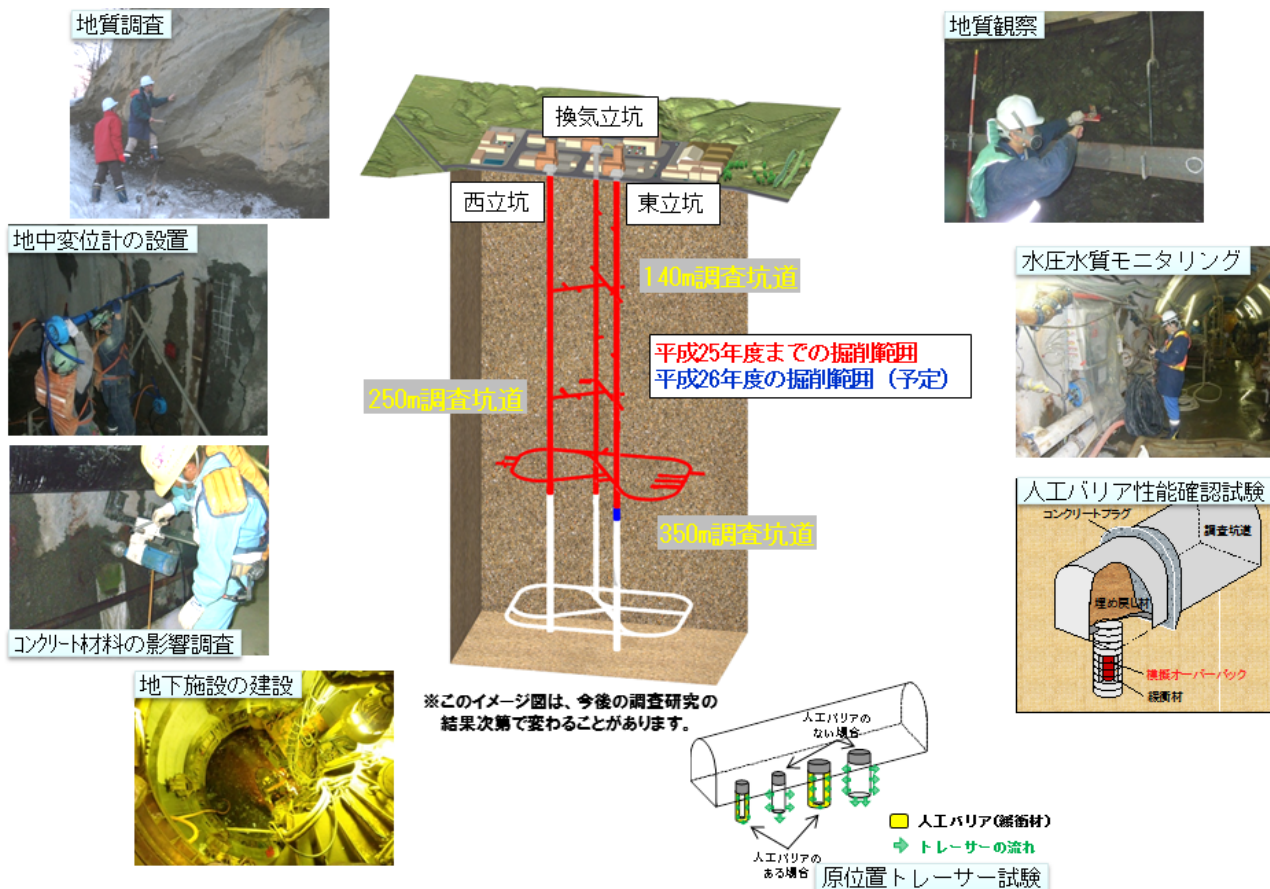 地質調査
地質観察
換気立坑
西立坑
東立坑
地中変位計の設置
水圧水質モニタリング
140m調査坑道
平成25年度までの掘削範囲
平成26年度の掘削範囲（予定）
250m調査坑道
人工バリア性能確認試験
コンクリートプラグ
調査坑道
350m調査坑道
埋め戻し材
模擬オーバーパック
緩衝材
コンクリート材料の影響調査
地下施設の建設
※このイメージ図は、今後の調査研究の
結果次第で変わることがあります。
人工バリアの
ない場合
人工バリア(緩衝材)
トレーサーの流れ
人工バリアの
ある場合
原位置トレーサー試験